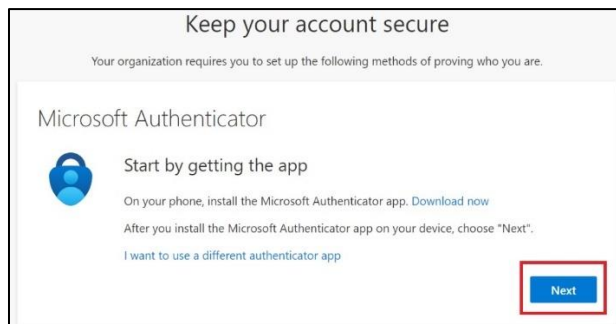 Keep your account secure
Your organization requires you to set up the following methods of proving who you are.
Microsoft Authenticator
Start by getting the app
On your phone, install the Microsoft Authenticator app. Download now
After you install the Microsoft Authenticator app on your device, choose "Next".
I want to use a different authenticator app
Next